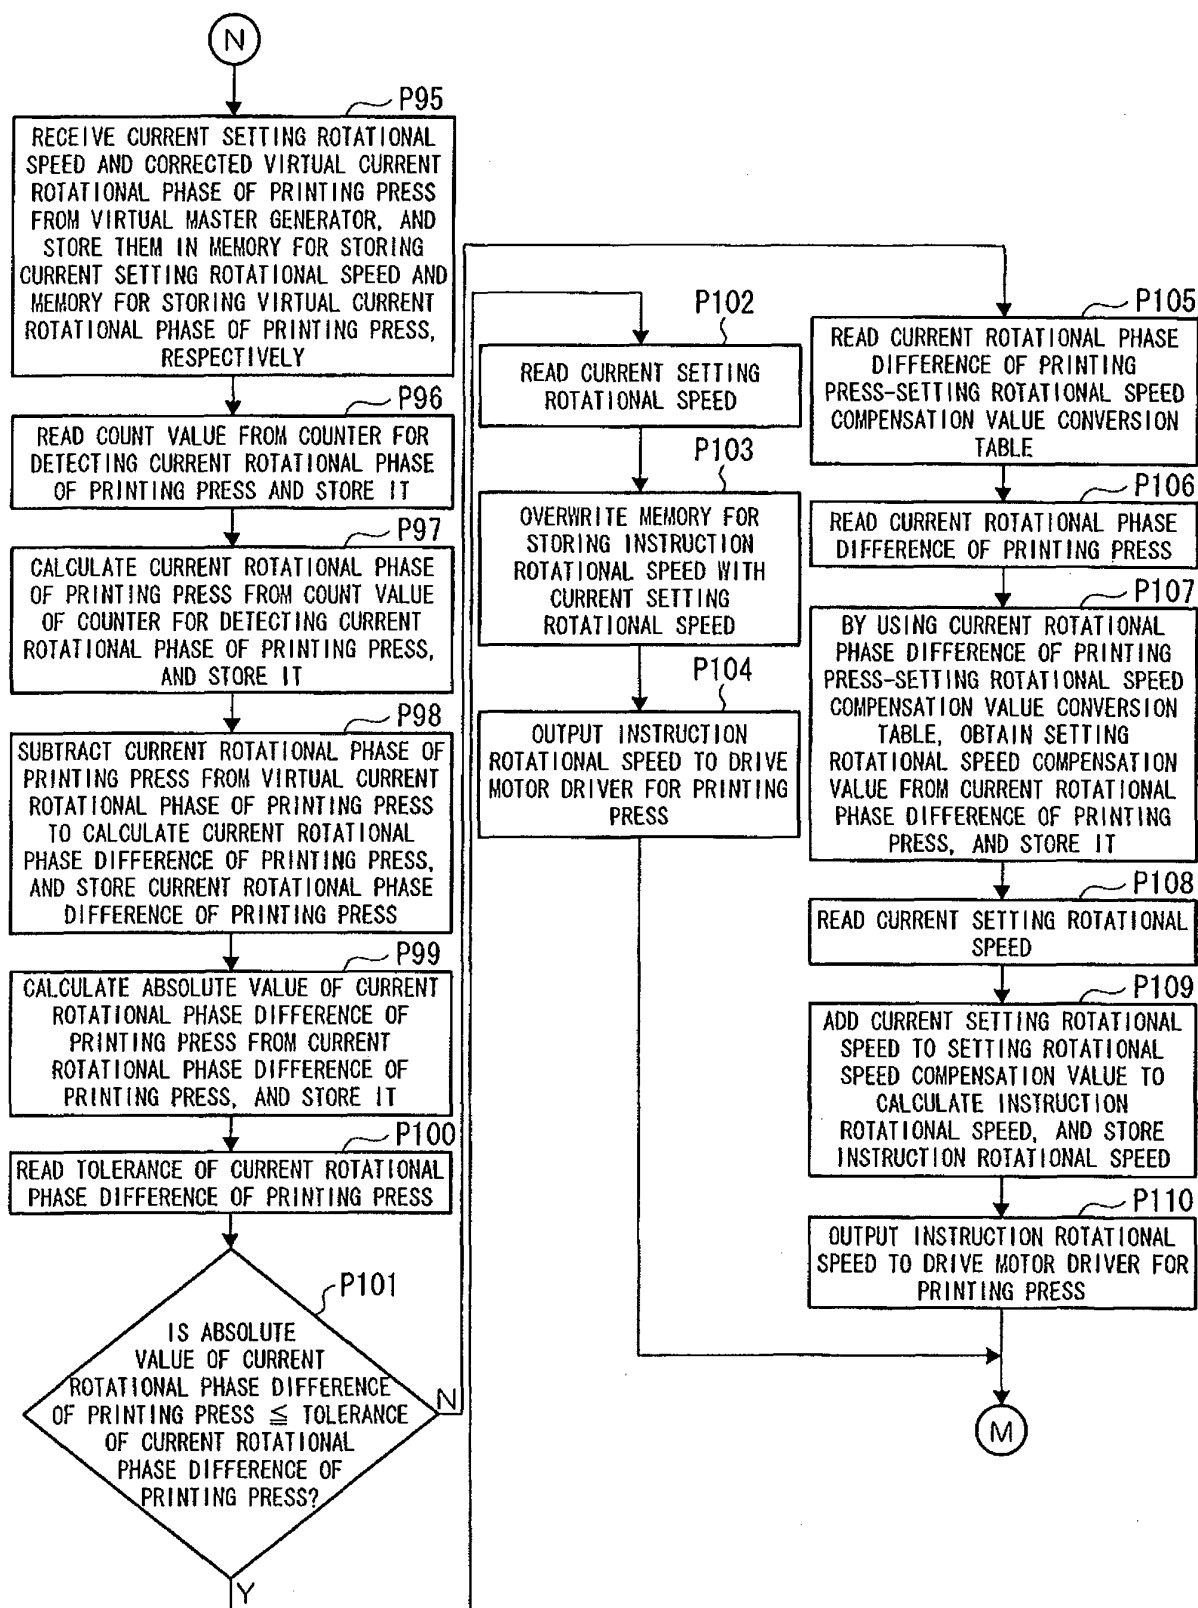 N
P95
RECEIVE CURRENT SETTING ROTATIONAL
SPEED AND CORRECTED VIRTUAL CURRENT
ROTATIONAL PHASE OF PRINTING PRESS
FROM VIRTUAL MASTER GENERATOR, AND
STORE THEM IN MEMORY FOR STORING
CURRENT SETTING ROTATIONAL SPEED AND
MEMORY FOR STORING VIRTUAL CURRENT
ROTATIONAL PHASE OF PRINTING PRESS,
RESPECTIVELY
P96
READ COUNT VALUE FROM COUNTER FOR
DETECTING CURRENT ROTATIONAL PHASE
OF PRINTING PRESS AND STORE IT
P97
CALCULATE CURRENT ROTATIONAL PHASE
OF PRINTING PRESS FROM COUNT VALUE
OF COUNTER FOR DETECTING CURRENT
ROTATIONAL PHASE OF PRINTING PRESS,
AND STORE IT
P98
SUBTRACT CURRENT ROTATIONAL PHASE OF
PRINTING PRESS FROM VIRTUAL CURRENT
ROTATIONAL PHASE OF PRINTING PRESS
TO CALCULATE CURRENT ROTATIONAL
PHASE DIFFERENCE OF PRINTING PRESS,
AND STORE CURRENT ROTATIONAL PHASE
DIFFERENCE OF PRINTING PRESS
P99
CALCULATE ABSOLUTE VALUE OF CURRENT
ROTATIONAL PHASE DIFFERENCE OF
PRINTING PRESS FROM CURRENT
ROTATIONAL PHASE DIFFERENCE OF
PRINTING PRESS, AND STORE IT
P100
READ TOLERANCE OF CURRENT ROTATIONAL
PHASE DIFFERENCE OF PRINTING PRESS
P101
IS ABSOLUTE
VALUE OF CURRENT
ROTATIONAL PHASE DIFFERENCE
OF PRINTING PRESS ≦ TOLERANCE
OF CURRENT ROTATIONAL
PHASE DIFFERENCE OF
PRINTING PRESS?
N
Y
P102
READ CURRENT SETTING
ROTATIONAL SPEED
P103
OVERWRITE MEMORY FOR
STORING INSTRUCTION
ROTATIONAL SPEED WITH
CURRENT SETTING
ROTATIONAL SPEED
P104
OUTPUT INSTRUCTION
ROTATIONAL SPEED TO DRIVE
MOTOR DRIVER FOR PRINTING
PRESS
P105
READ CURRENT ROTATIONAL PHASE
DIFFERENCE OF PRINTING
PRESS-SETTING ROTATIONAL SPEED
COMPENSATION VALUE CONVERSION
TABLE
P106
READ CURRENT ROTATIONAL PHASE
DIFFERENCE OF PRINTING PRESS
P107
BY USING CURRENT ROTATIONAL
PHASE DIFFERENCE OF PRINTING
PRESS-SETTING ROTATIONAL SPEED
COMPENSATION VALUE CONVERSION
TABLE, OBTAIN SETTING
ROTATIONAL SPEED COMPENSATION
VALUE FROM CURRENT ROTATIONAL
PHASE DIFFERENCE OF PRINTING
PRESS, AND STORE IT
P108
READ CURRENT SETTING ROTATIONAL
SPEED
P109
ADD CURRENT SETTING ROTATIONAL
SPEED TO SETTING ROTATIONAL
SPEED COMPENSATION VALUE TO
CALCULATE INSTRUCTION
ROTATIONAL SPEED, AND STORE
INSTRUCTION ROTATIONAL SPEED
P110
OUTPUT INSTRUCTION ROTATIONAL
SPEED TO DRIVE MOTOR DRIVER FOR
PRINTING PRESS
M